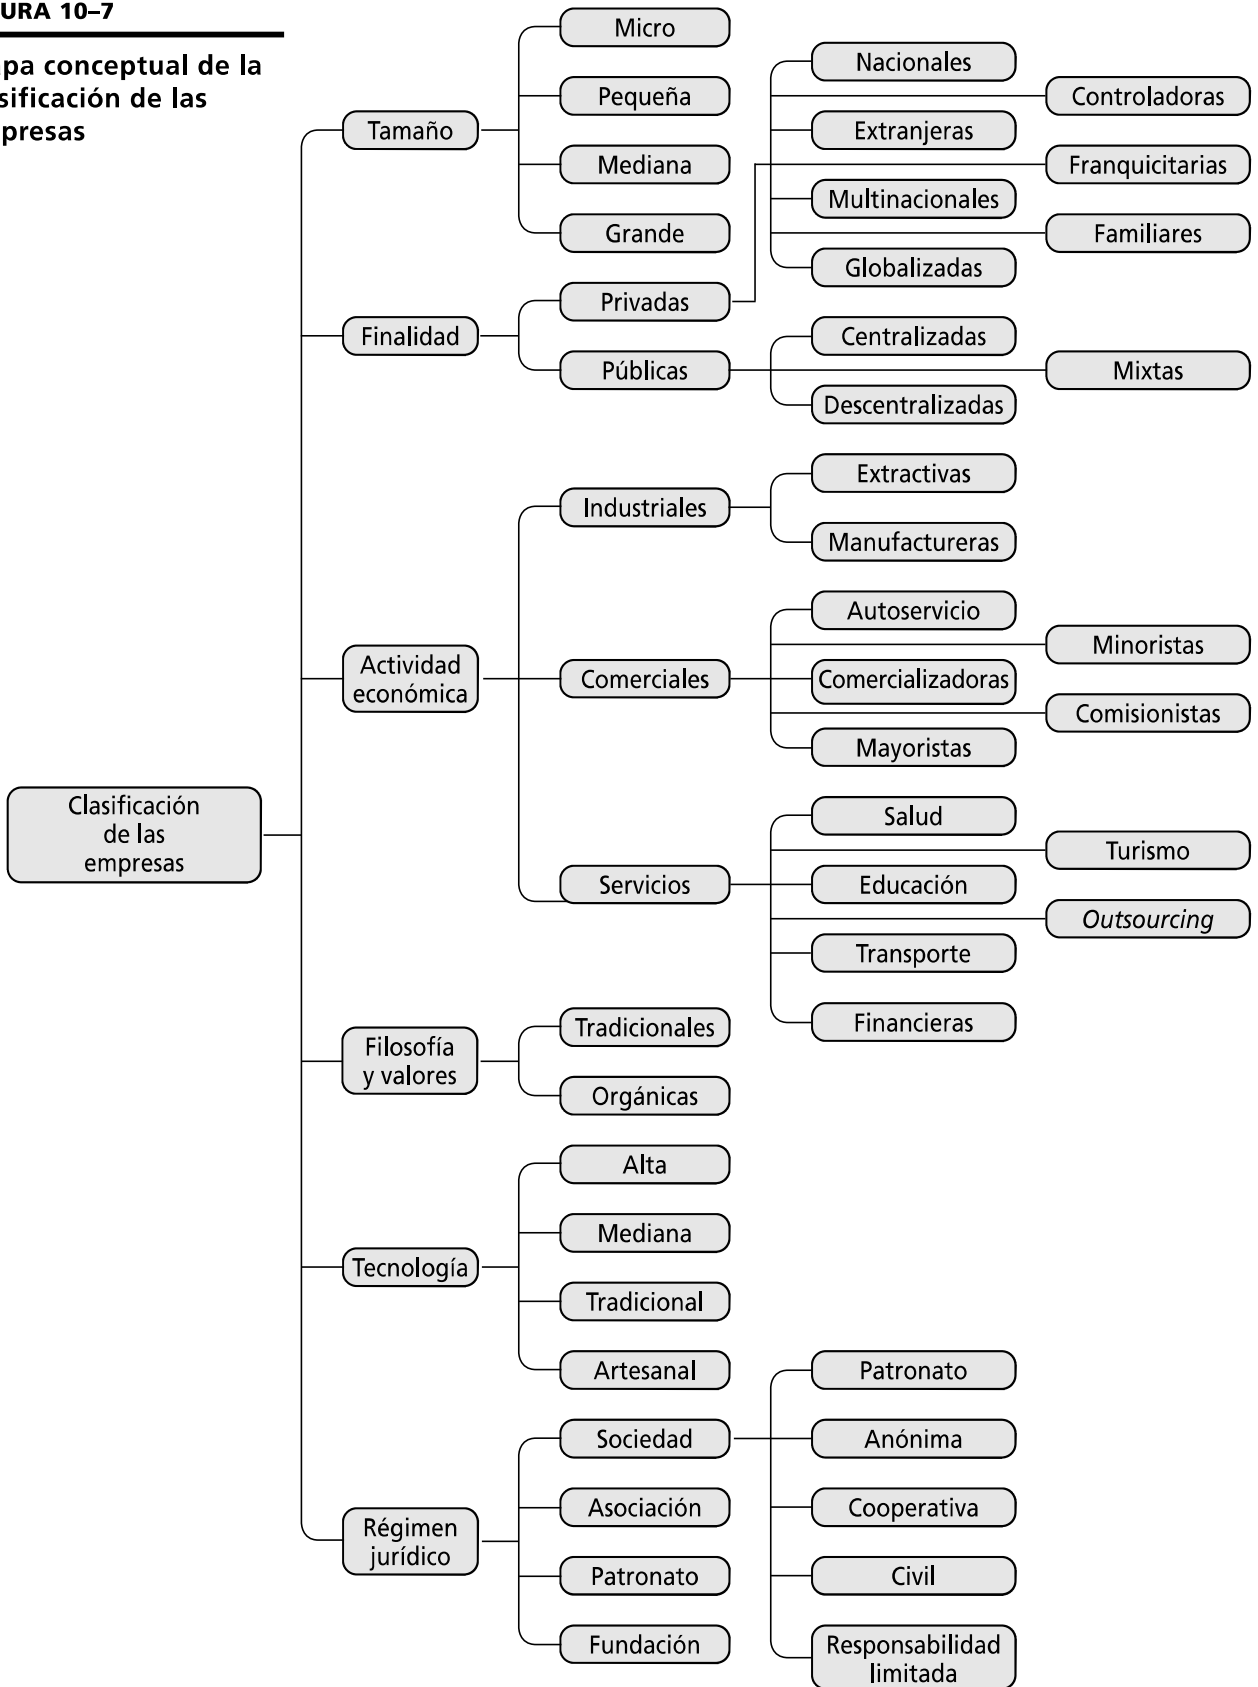 URA 10–7
pa conceptual de la
sificación de las
presas
Micro
Pequeña
Tamaño
Mediana
Grande
Nacionales
Controladoras
Extranjeras
Franquicitarias
Multinacionales
Familiares
Globalizadas
Privadas
Finalidad
Públicas
Centralizadas
Mixtas
Descentralizadas
Extractivas
Industriales
Manufactureras
Autoservicio
Minoristas
Actividad
económica
Comerciales
Comercializadoras
Comisionistas
Mayoristas
Clasificación
de las
empresas
Salud
Turismo
Servicios
Educación
Outsourcing
Transporte
Financieras
Filosofía
y valores
Tradicionales
Orgánicas
Alta
Mediana
Tecnología
Tradicional
Artesanal
Patronato
Sociedad
Anónima
Asociación
Cooperativa
Régimen
jurídico
Patronato
Civil
Fundación
Responsabilidad
limitada